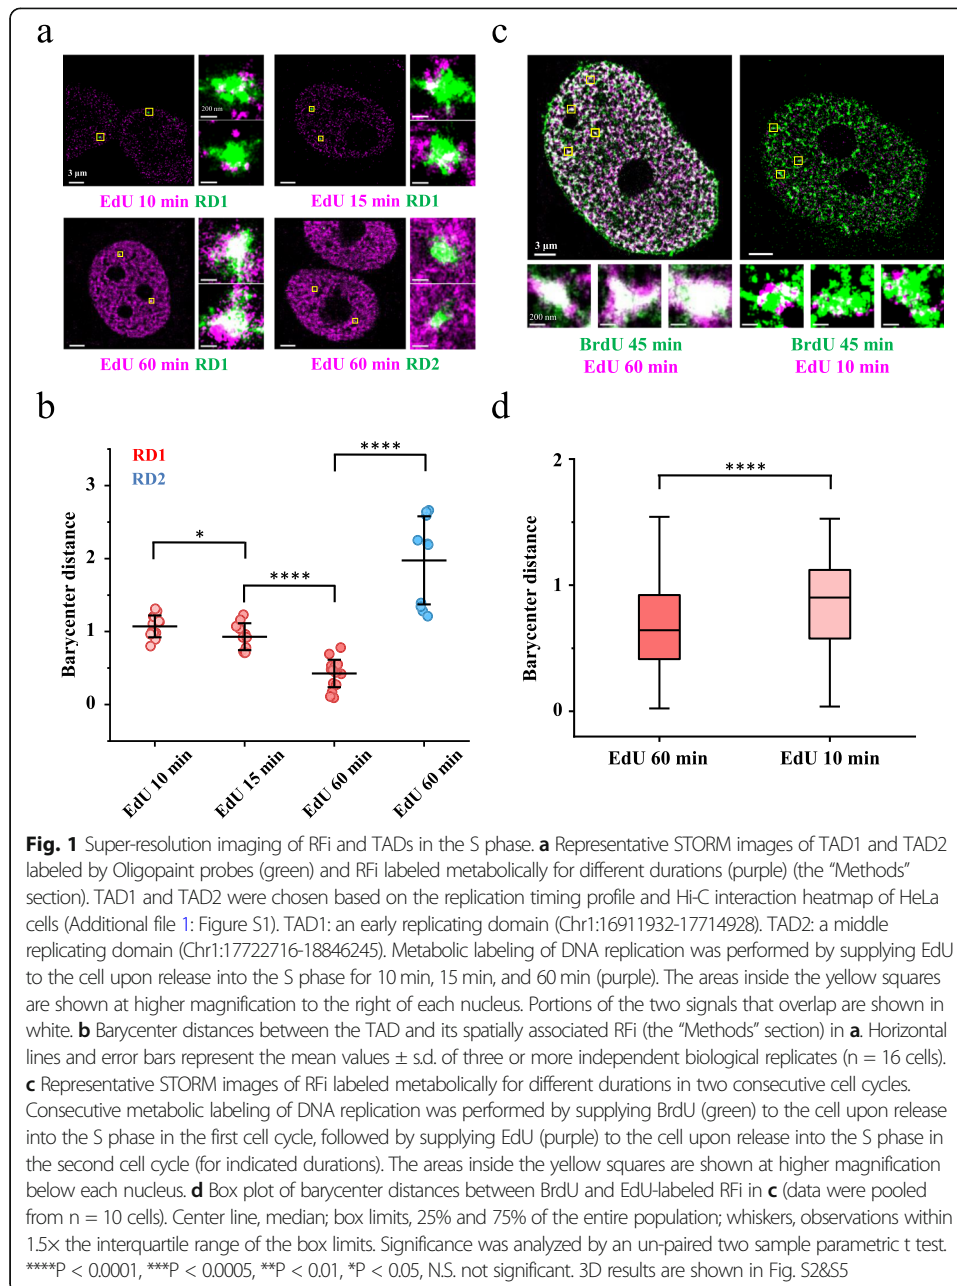 a
c
200 nm
3 μm
EdU 10 min RD1
EdU 15 min RD1
EdU 60 min RD1
EdU 60 min RD2
3 μm
200 nm
BrdU 45 min
EdU 60 min
BrdU 45 min
EdU 10 min
b
RD1
RD2
Barycenter distance
3
2
1
0
*
****
****
EdU 10 min
EdU 15 min
EdU 60 min
EdU 60 min
d
Barycenter distance
2
1
0
****
EdU 60 min
EdU 10 min
Fig. 1 Super-resolution imaging of RFi and TADs in the S phase. a Representative STORM images of TAD1 and TAD2
labeled by Oligopaint probes (green) and RFi labeled metabolically for different durations (purple) (the “Methods”
section). TAD1 and TAD2 were chosen based on the replication timing profile and Hi-C interaction heatmap of HeLa
cells (Additional file 1: Figure S1). TAD1: an early replicating domain (Chr1:16911932-17714928). TAD2: a middle
replicating domain (Chr1:17722716-18846245). Metabolic labeling of DNA replication was performed by supplying EdU
to the cell upon release into the S phase for 10 min, 15 min, and 60 min (purple). The areas inside the yellow squares
are shown at higher magnification to the right of each nucleus. Portions of the two signals that overlap are shown in
white. b Barycenter distances between the TAD and its spatially associated RFi (the “Methods” section) in a. Horizontal
lines and error bars represent the mean values ± s.d. of three or more independent biological replicates (n = 16 cells).
c Representative STORM images of RFi labeled metabolically for different durations in two consecutive cell cycles.
Consecutive metabolic labeling of DNA replication was performed by supplying BrdU (green) to the cell upon release
into the S phase in the first cell cycle, followed by supplying EdU (purple) to the cell upon release into the S phase in
the second cell cycle (for indicated durations). The areas inside the yellow squares are shown at higher magnification
below each nucleus. d Box plot of barycenter distances between BrdU and EdU-labeled RFi in c (data were pooled
from n = 10 cells). Center line, median; box limits, 25% and 75% of the entire population; whiskers, observations within
1.5× the interquartile range of the box limits. Significance was analyzed by an un-paired two sample parametric t test.
****P < 0.0001, ***P < 0.0005, **P < 0.01, *P < 0.05, N.S. not significant. 3D results are shown in Fig. S2&S5